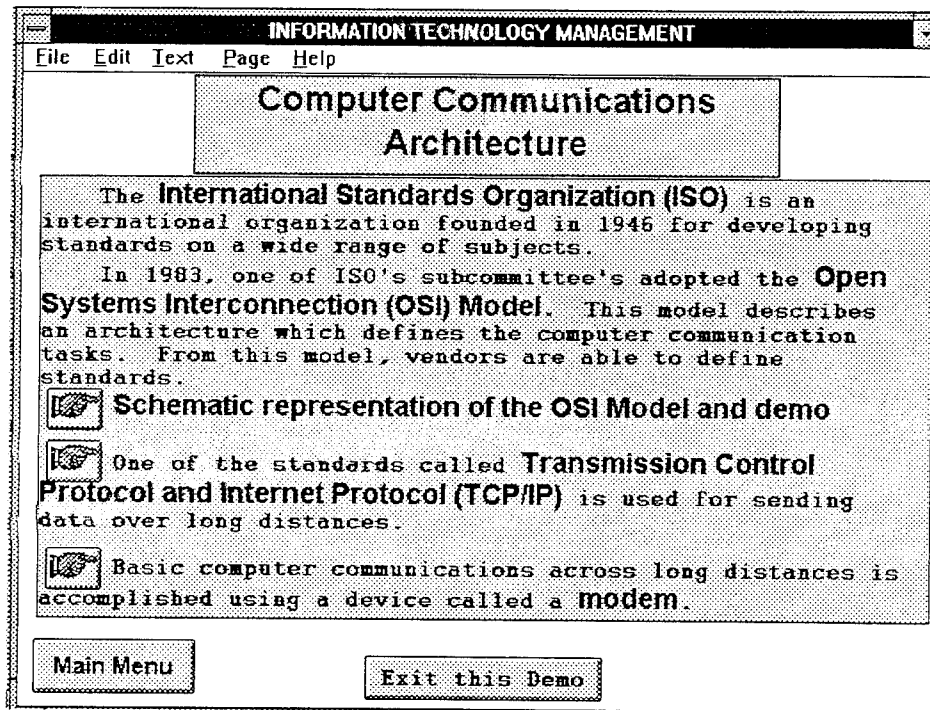 INFORMATION TECHNOLOGY MANAGEMENT
File Edit Text Page Help
Computer Communications
Architecture
The International Standards Organization (ISO) is an
international organization founded in 1946 for developing
standards on a wide range of subjects.
In 1983, one of ISO's subcommittee's adopted the Open
Systems Interconnection (OSI) Model. This model describes
an architecture which defines the computer communication
tasks. From this model, vendors are able to define
standards.
Schematic representation of the OSI Model and demo
One of the standards called Transmission Control
Protocol and Internet Protocol (TCP/IP) is used for sending
data over long distances.
Basic computer communications across long distances is
accomplished using a device called a modem.
Main Menu
Exit this Demo